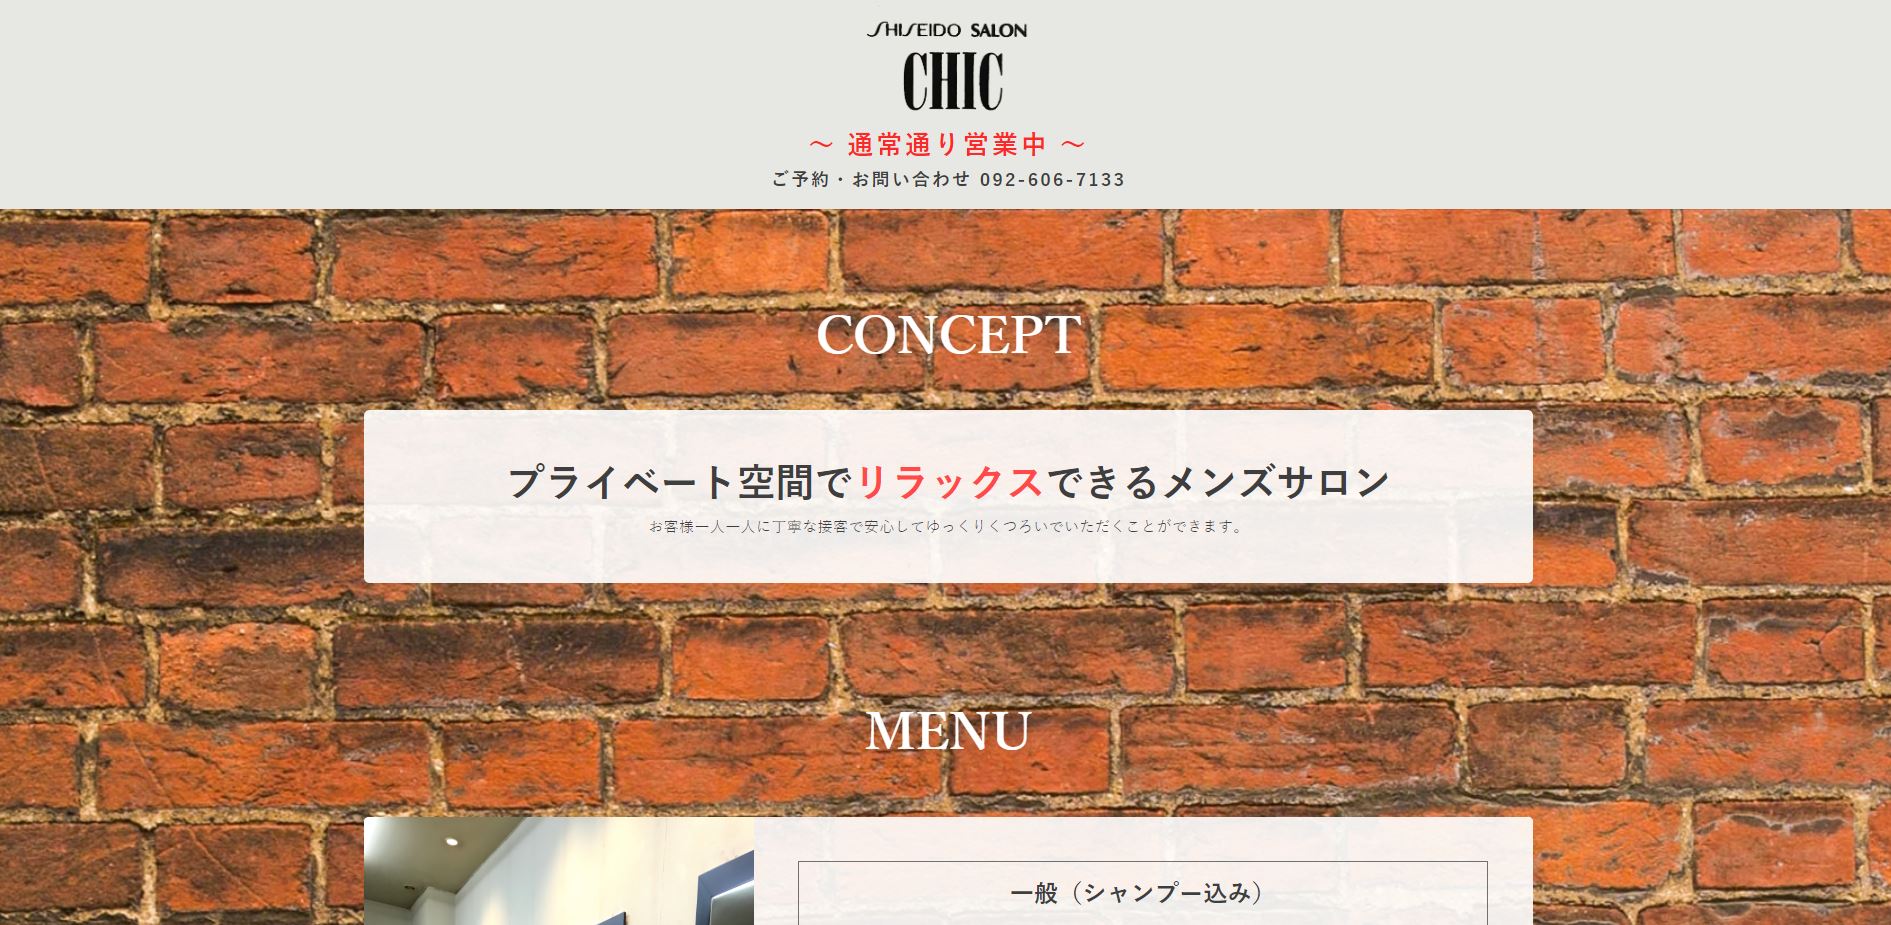 SHISEIDO SALON
CHIC
～ 通常通り営業中 ～
ご予約・お問い合わせ 092-606-7133
CONCEPT
プライベート空間でリラックスできるメンズサロン
お客様一人一人に丁寧な接客で安心してゆっくりくつろいでいただくことができます。
MENU
一般（シャンプー込み）